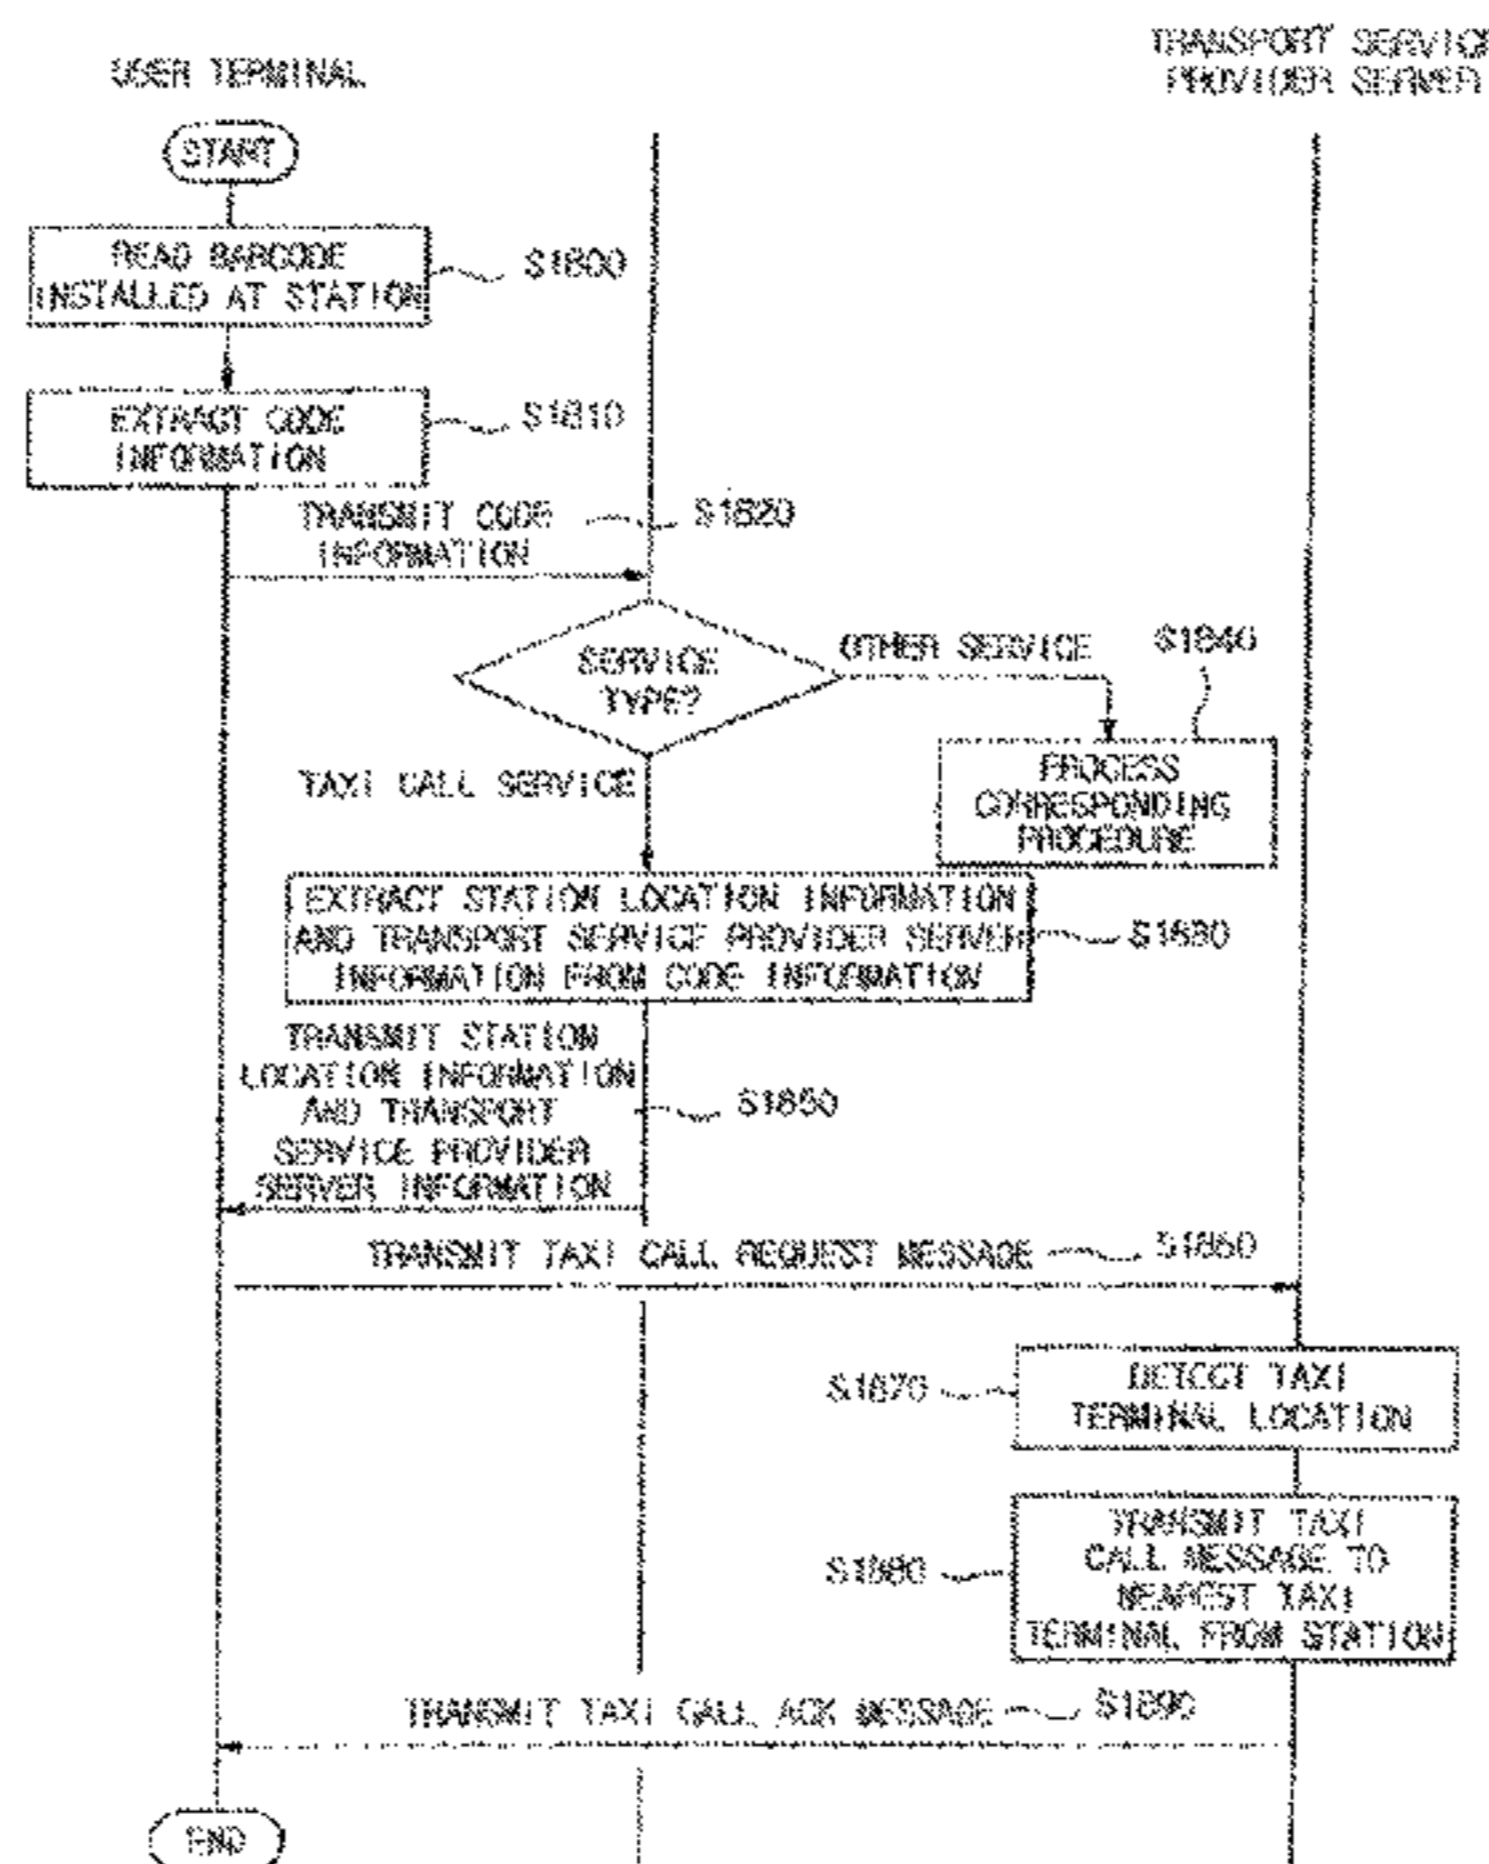 USER TERMINAL
TRANSPORT SERVICE
PROVIDER SERVER
START
READ BARCODE
INSTALLED AT STATION
S1800
EXTRACT CODE
INFORMATION
S1810
TRANSMIT CODE
INFORMATION
S1820
SERVICE
TYPE?
OTHER SERVICE
S1840
TAXI CALL SERVICE
PROCESS
CORRESPONDING
PROCEDURE
EXTRACT STATION LOCATION INFORMATION
AND TRANSPORT SERVICE PROVIDER SERVER
INFORMATION FROM CODE INFORMATION
S1830
TRANSMIT STATION
LOCATION INFORMATION
AND TRANSPORT
SERVICE PROVIDER
SERVER INFORMATION
S1850
TRANSMIT TAXI CALL REQUEST MESSAGE
S1860
S1870
DETECT TAXI
TERMINAL LOCATION
S1880
TRANSMIT TAXI
CALL MESSAGE TO
NEAREST TAXI
TERMINAL FROM STATION
TRANSMIT TAXI CALL ACK MESSAGE
S1890
END